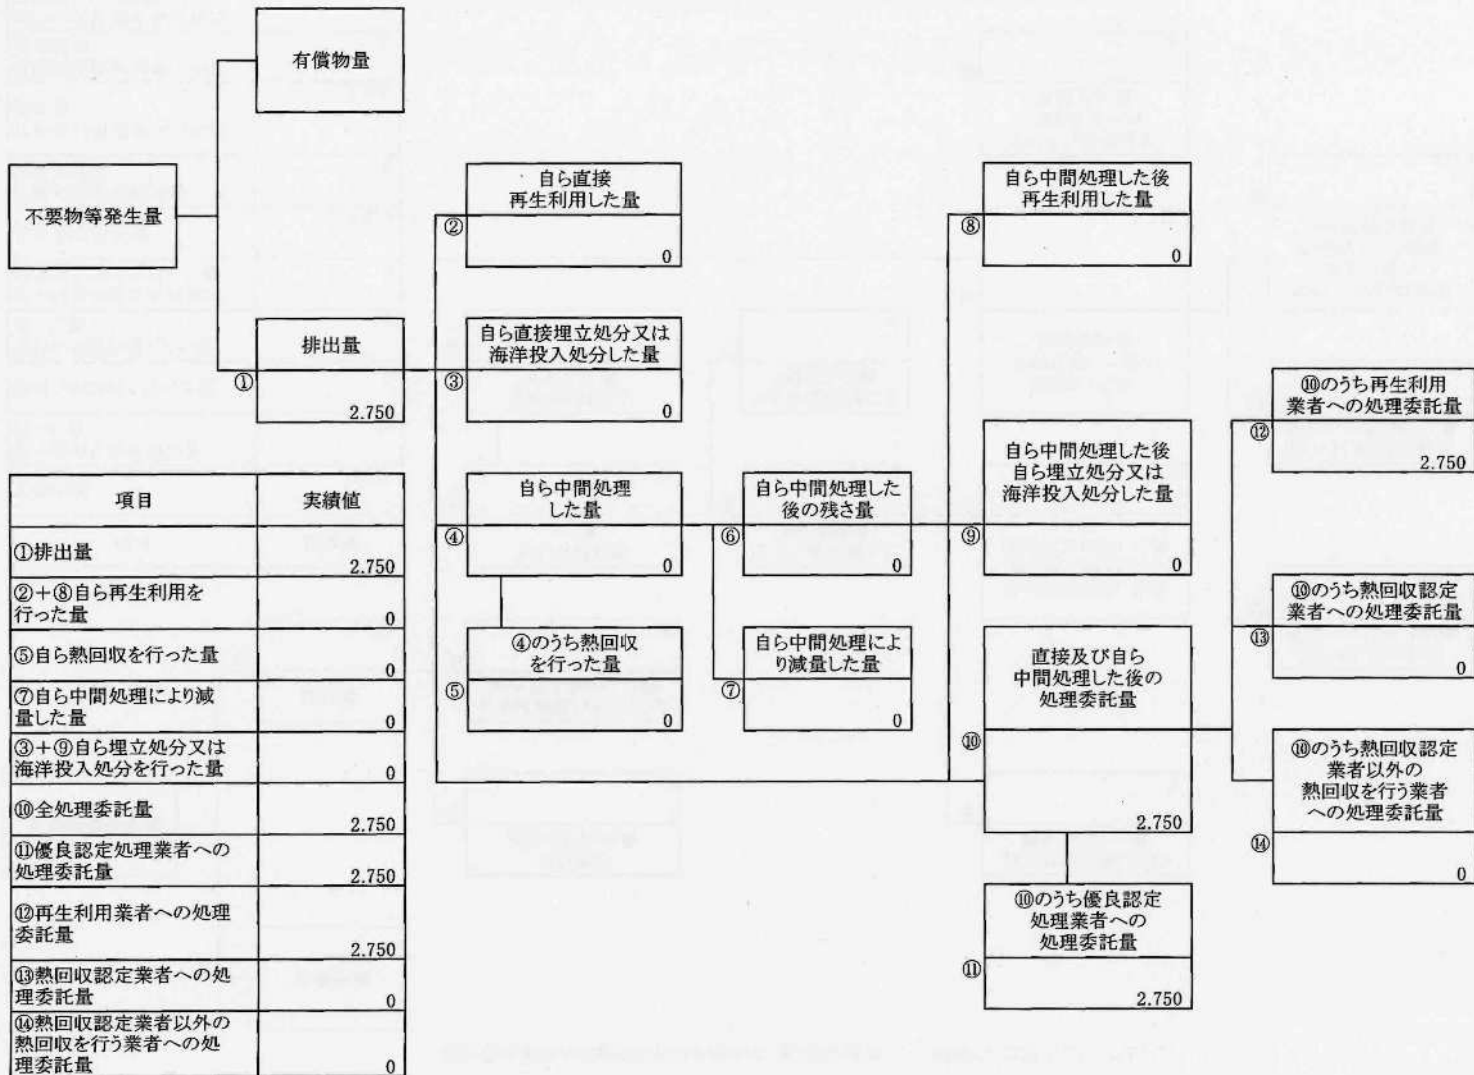 有償物量
不要物等発生量
排出量
①
2.750
自ら直接
再生利用した量
②
0
自ら直接埋立処分又は
海洋投入処分した量
③
0
自ら中間処理
した量
④
0
④のうち熱回収
を行った量
⑤
0
自ら中間処理した
後の残さ量
⑥
0
自ら中間処理によ
り減量した量
⑦
0
自ら中間処理した後
再生利用した量
⑧
0
自ら中間処理した後
自ら埋立処分又は
海洋投入処分した量
⑨
0
直接及び自ら
中間処理した後の
処理委託量
⑩
2.750
⑩のうち優良認定
処理業者への
処理委託量
⑪
2.750
⑩のうち再生利用
業者への処理委託量
⑫
2.750
⑩のうち熱回収認定
業者への処理委託量
⑬
0
⑩のうち熱回収認定
業者以外の
熱回収を行う業者
への処理委託量
⑭
0
項目 実績値
①排出量
2.750
②+⑧自ら再生利用を
行った量 0
⑤自ら熱回収を行った量
0
⑦自ら中間処理により減
量した量 0
③+⑨自ら埋立処分又は
海洋投入処分を行った量 0
⑩全処理委託量
2.750
⑪優良認定処理業者への
処理委託量 2.750
⑫再生利用業者への処理
委託量
2.750
⑬熱回収認定業者への処
理委託量 0
⑭熱回収認定業者以外の
熱回収を行う業者への処
理委託量 0